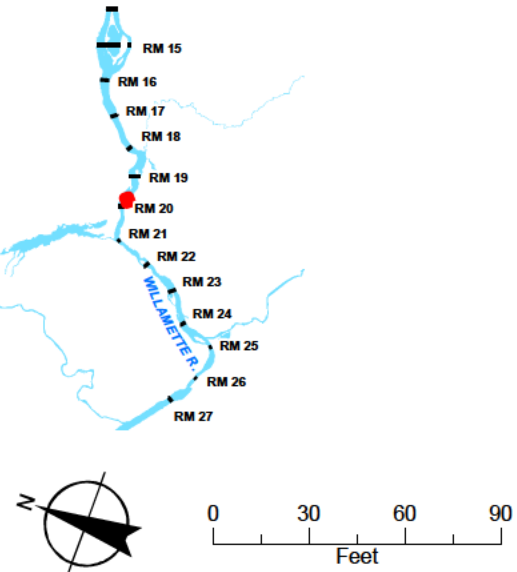 RM 15
RM 16
RM 17
RM 18
RM 19
RM 20
RM 21
RM 22
RM 23
WILLAMETTE R.
RM 24
RM 25
RM 26
RM 27
N
0 30 60 90
Feet